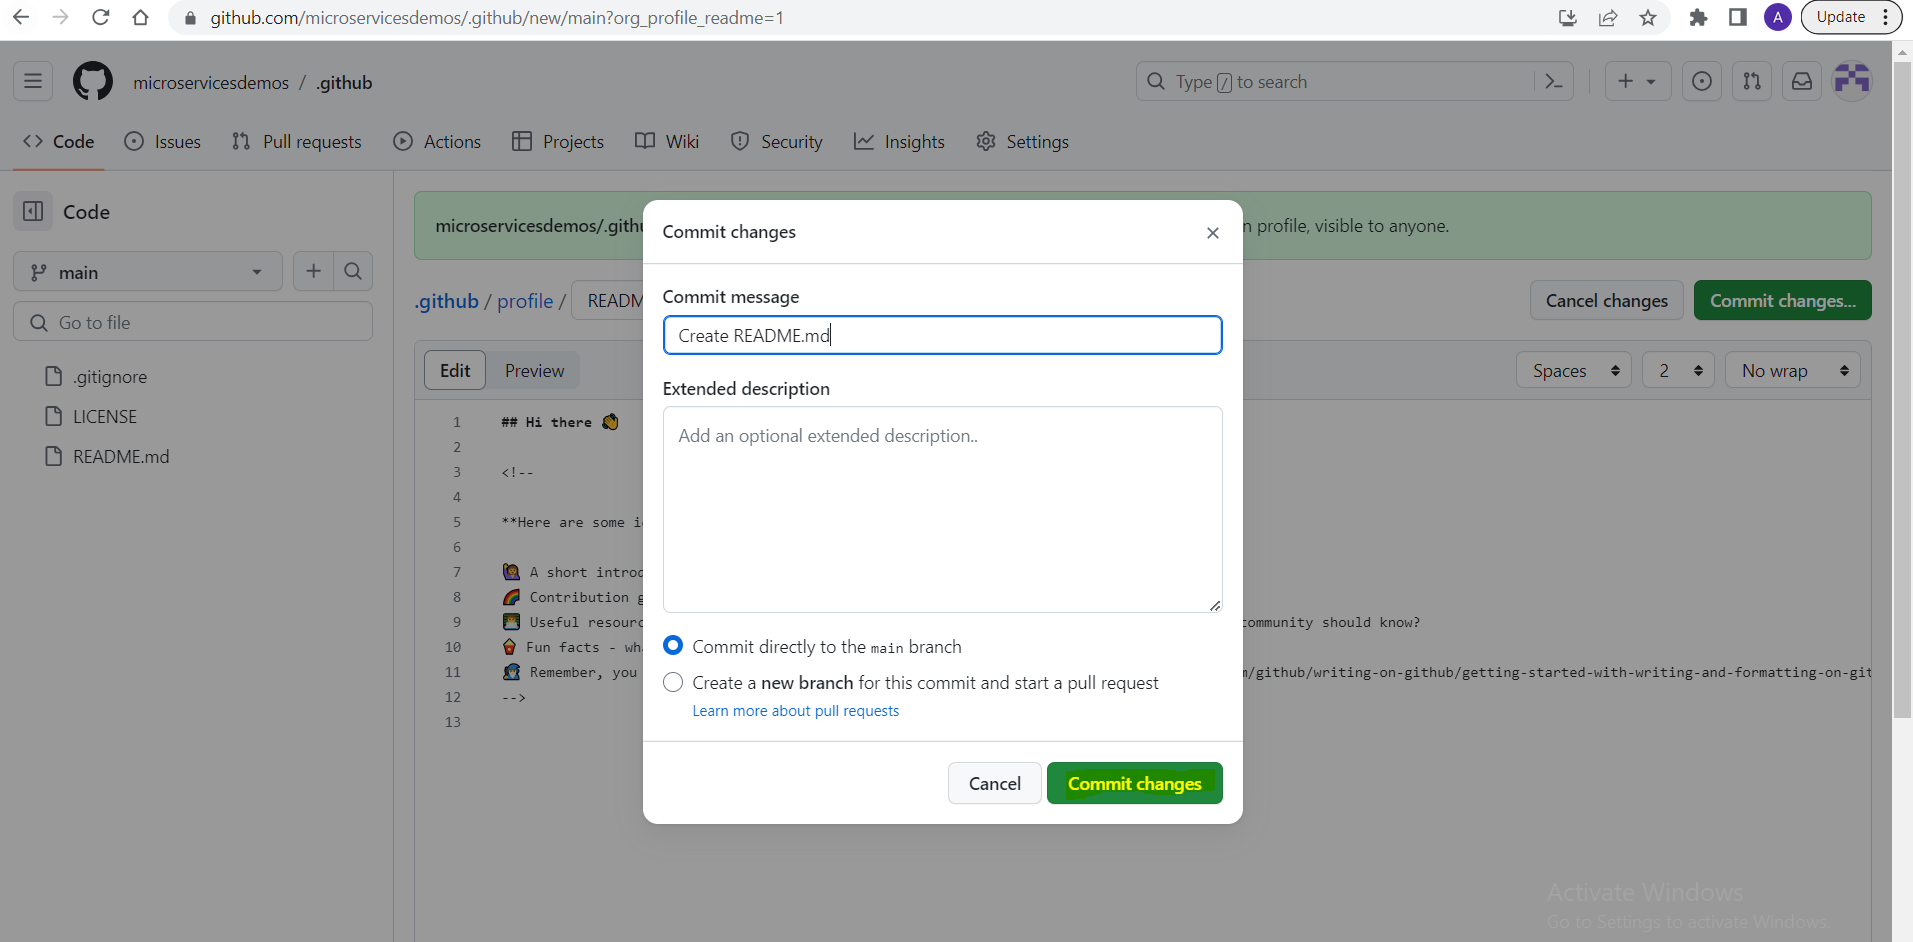 github.com/microservicesdemos/.github/new/main?org_profile_readme=1
A
Update
microservicesdemos / .github
Type / to search
Code
Issues
Pull requests
Actions
Projects
Wiki
Security
Insights
Settings
Code
main
Go to file
.gitignore
LICENSE
README.md
microservicesdemos/.githu
n profile, visible to anyone.
.github / profile / READM
Cancel changes
Commit changes...
Edit
Preview
Spaces
2
No wrap
1 ## Hi there 👋
2
3 <!--
4
5 **Here are some i
6
7 🙋‍♀️ A short introd
8 🌈 Contribution g
9 👩‍💻 Useful resourc
ommunity should know?
10 🍿 Fun facts - wh
11 🧙 Remember, you
/github/writing-on-github/getting-started-with-writing-and-formatting-on-git
12 -->
13
Commit changes
Commit message
Create README.md
Extended description
Add an optional extended description..
Commit directly to the main branch
Create a new branch for this commit and start a pull request
Learn more about pull requests
Cancel
Commit changes
Activate Windows
Go to Settings to activate Windows.